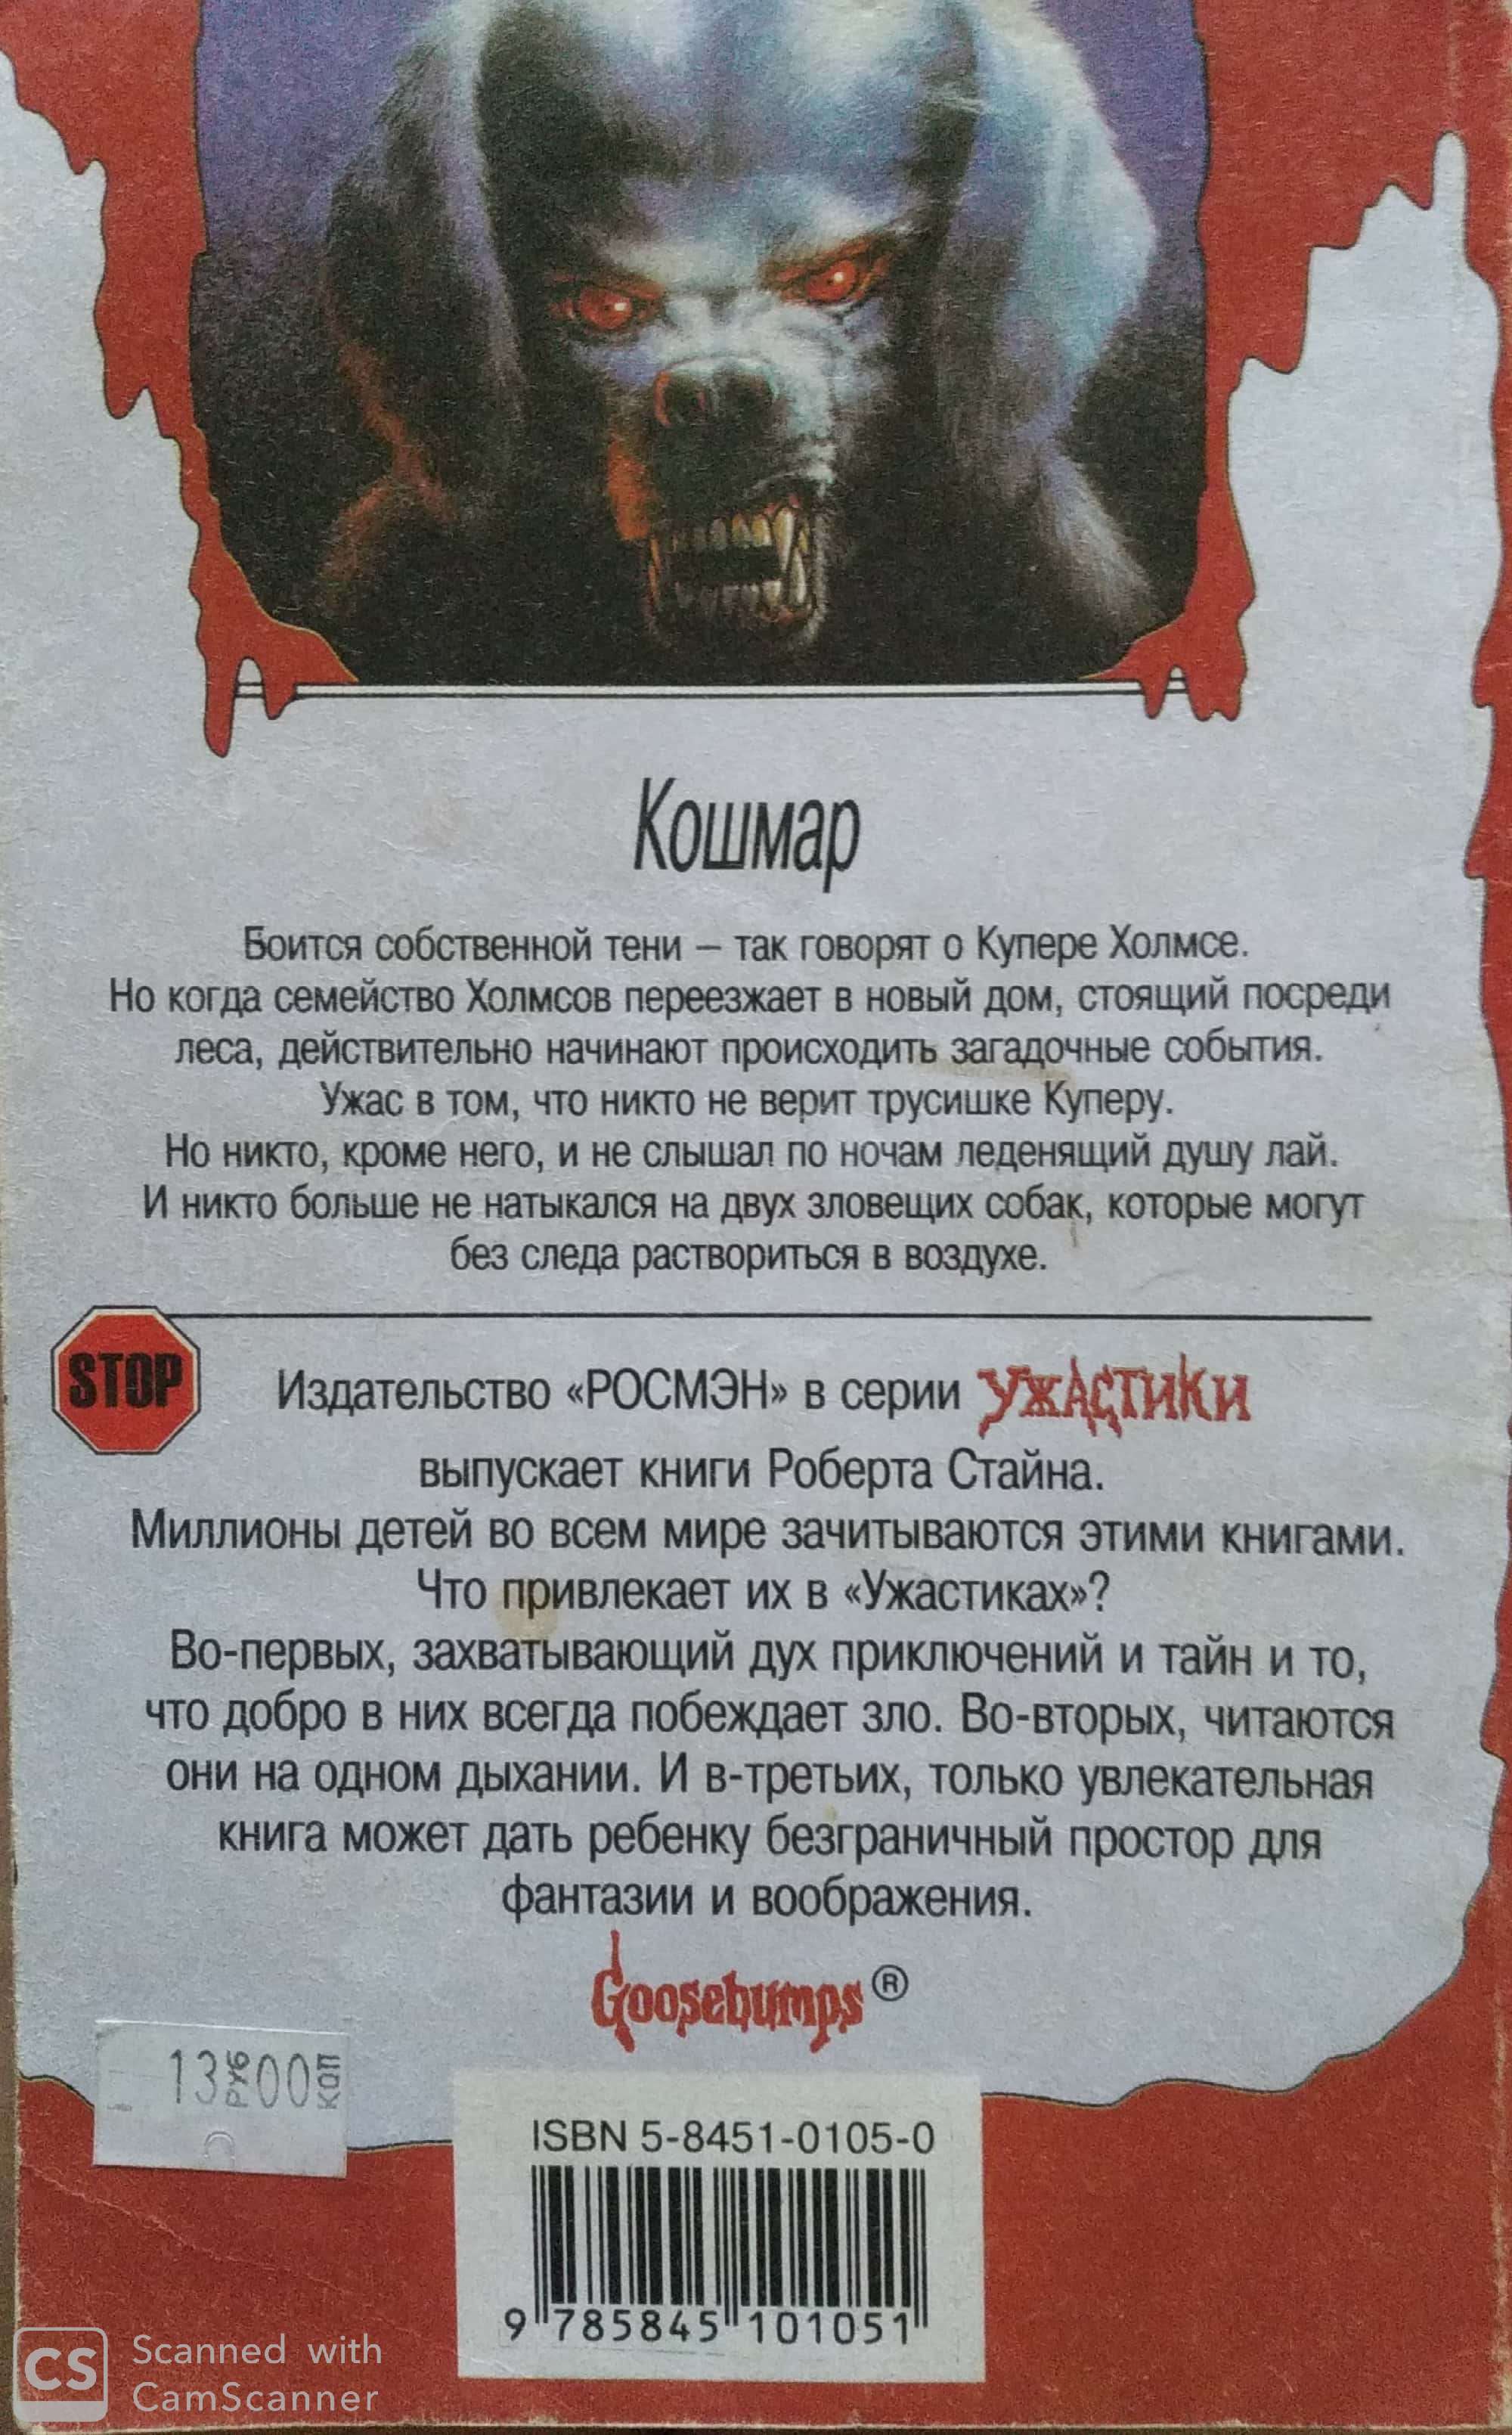 Кошмар
Боится собственной тени – так говорят о Купере Холмсе.
Но когда семейство Холмсов переезжает в новый дом, стоящий посреди
леса, действительно начинают происходить загадочные события.
Ужас в том, что никто не верит трусишке Куперу.
Но никто, кроме него, и не слышал по ночам леденящий душу лай.
И никто больше не натыкался на двух зловещих собак, которые могут
без следа раствориться в воздухе.
STOP
Издательство «РОСМЭН» в серии УЖАСТИКИ
выпускает книги Роберта Стайна.
Миллионы детей во всем мире зачитываются этими книгами.
Что привлекает их в «Ужастиках»?
Во-первых, захватывающий дух приключений и тайн и то,
что добро в них всегда побеждает зло. Во-вторых, читаются
они на одном дыхании. И в-третьих, только увлекательная
книга может дать ребенку безграничный простор для
фантазии и воображения.
Goosebumps®
13 РУБ 00 КОП
ISBN 5-8451-0105-0
9 785845 101051
CS Scanned with
CamScanner